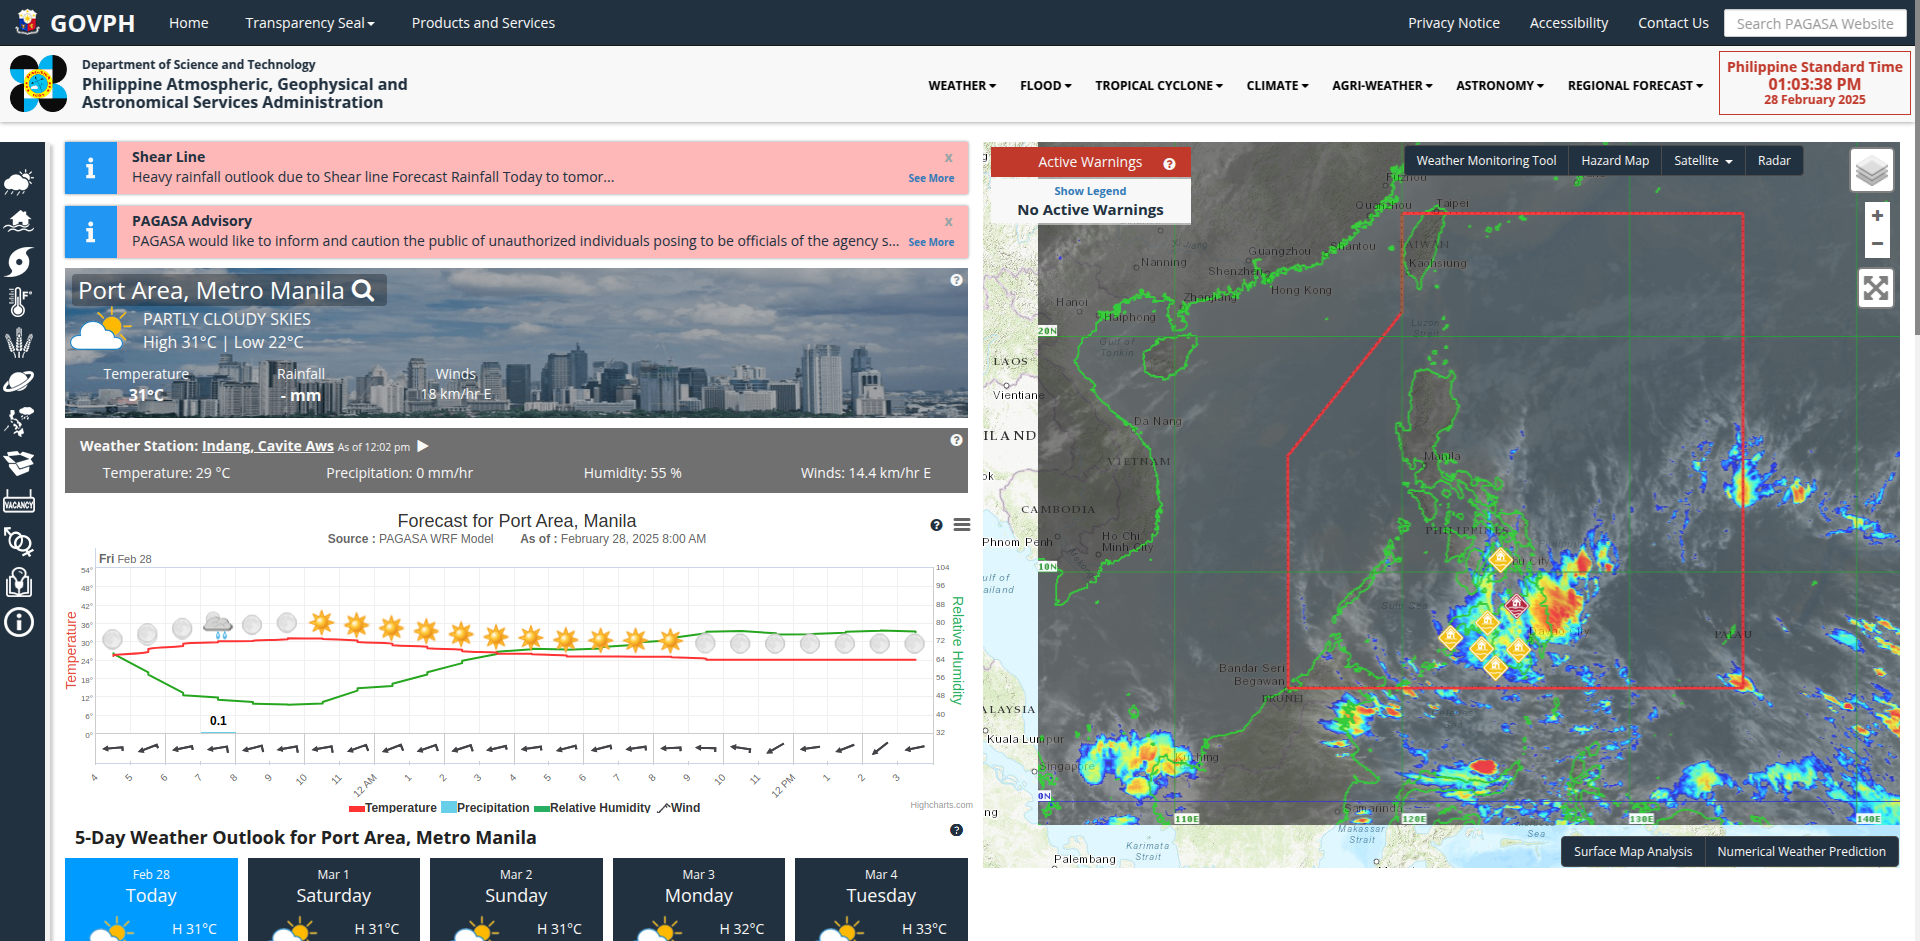 GOVPH
Home
Transparency Seal
Products and Services
Privacy Notice
Accessibility
Contact Us
Search PAGASA Website
Department of Science and Technology
Philippine Atmospheric, Geophysical and
Astronomical Services Administration
WEATHER
FLOOD
TROPICAL CYCLONE
CLIMATE
AGRI-WEATHER
ASTRONOMY
REGIONAL FORECAST
Philippine Standard Time
01:03:38 PM
28 February 2025
VACANCY
Shear Line
x
Heavy rainfall outlook due to Shear line Forecast Rainfall Today to tomor...
See More
PAGASA Advisory
x
PAGASA would like to inform and caution the public of unauthorized individuals posing to be officials of the agency s...
See More
Port Area, Metro Manila
PARTLY CLOUDY SKIES
High 31°C | Low 22°C
Temperature
Rainfall
Winds
31°C
- mm
18 km/hr E
Weather Station: Indang, Cavite Aws As of 12:02 pm
Temperature: 29 °C
Precipitation: 0 mm/hr
Humidity: 55 %
Winds: 14.4 km/hr E
Forecast for Port Area, Manila
Source : PAGASA WRF Model As of : February 28, 2025 8:00 AM
Fri Feb 28
Temperature
54°
48°
42°
36°
30°
24°
18°
12°
6°
0°
104
96
88
80
72
64
56
48
40
32
Relative Humidity
0.1
4 5 6 7 8 9 10 11 12 AM 1 2 3 4 5 6 7 8 9 10 11 12 PM 1 2 3
Temperature Precipitation Relative Humidity Wind
Highcharts.com
5-Day Weather Outlook for Port Area, Metro Manila
Feb 28
Today
H 31°C
Mar 1
Saturday
H 31°C
Mar 2
Sunday
H 31°C
Mar 3
Monday
H 32°C
Mar 4
Tuesday
H 33°C
Active Warnings
Show Legend
No Active Warnings
Weather Monitoring Tool
Hazard Map
Satellite
Radar
+
−
Fuzhou
Quanzhou
Taipei
Guangzhou
Shantou
TAIWAN
Nanning
Shenzhen
Kaohsiung
Hong Kong
Zhanjiang
Hanoi
Haiphong
20N
Luzon
Strait
Gulf of
Tonkin
LAOS
Vientiane
Da Nang
ILAND
VIETNAM
Manila
ok
CAMBODIA
PHILIPPINES
Phnom Penh
Ho Chi
Minh City
10N
ulf of
ailand
Sulu Sea
PALAU
Bandar Seri
Begawan
BRUNEI
ALAYSIA
Kuala Lumpur
Kuching
Singapore
0N
ng
Samarinda
110E
120E
130E
140E
Makassar
Strait
Sea
Karimata
Strait
Palembang
Surface Map Analysis
Numerical Weather Prediction